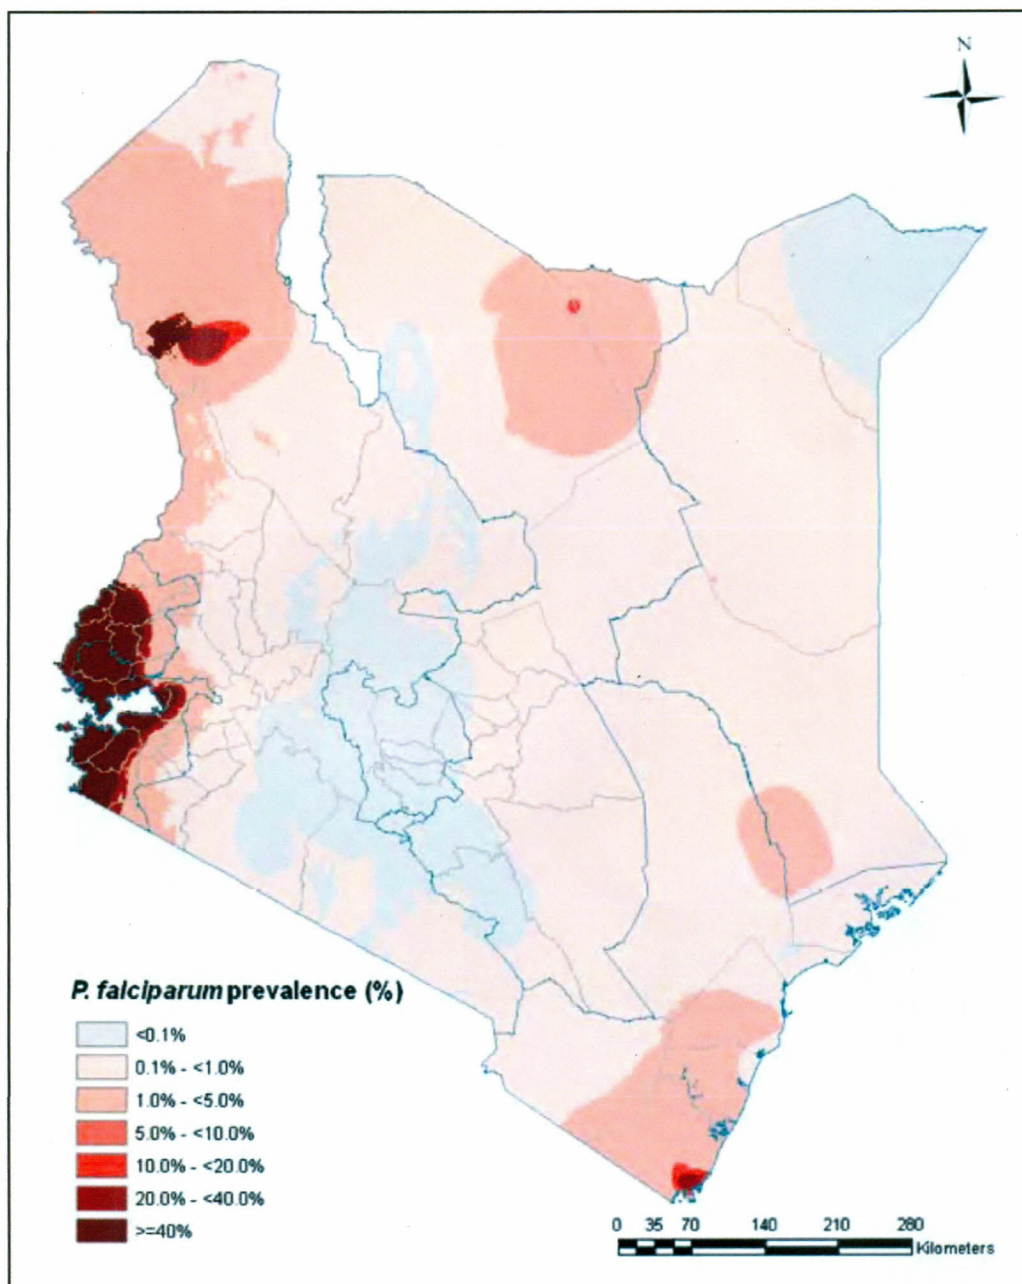 N
P. falciparum prevalence (%)
<0.1%
0.1% - <1.0%
1.0% - <5.0%
5.0% - <10.0%
10.0% - <20.0%
20.0% - <40.0%
>=40%
0 35 70 140 210 280
Kilometers